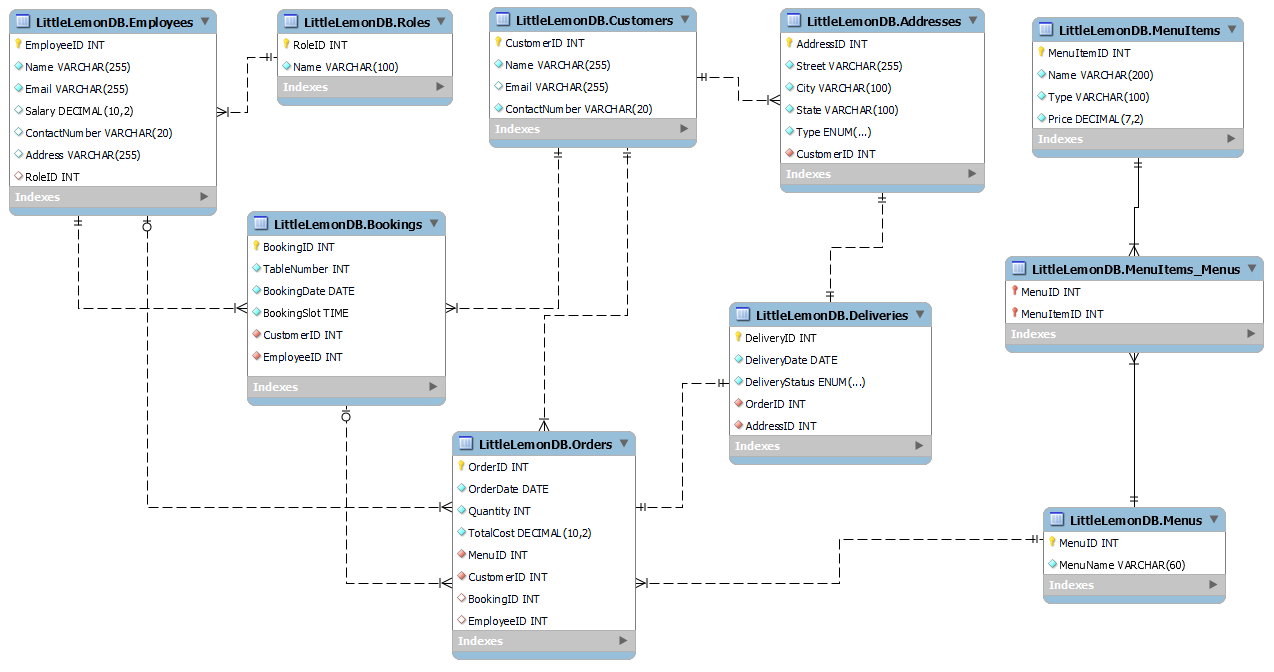 LittleLemonDB.Employees
EmployeeID INT
Name VARCHAR(255)
Email VARCHAR(255)
Salary DECIMAL(10,2)
ContactNumber VARCHAR(20)
Address VARCHAR(255)
RoleID INT
Indexes
LittleLemonDB.Roles
RoleID INT
Name VARCHAR(100)
Indexes
LittleLemonDB.Customers
CustomerID INT
Name VARCHAR(255)
Email VARCHAR(255)
ContactNumber VARCHAR(20)
Indexes
LittleLemonDB.Addresses
AddressID INT
Street VARCHAR(255)
City VARCHAR(100)
State VARCHAR(100)
Type ENUM(...)
CustomerID INT
Indexes
LittleLemonDB.MenuItems
MenuItemID INT
Name VARCHAR(200)
Type VARCHAR(100)
Price DECIMAL(7,2)
Indexes
LittleLemonDB.Bookings
BookingID INT
TableNumber INT
BookingDate DATE
BookingSlot TIME
CustomerID INT
EmployeeID INT
Indexes
LittleLemonDB.MenuItems_Menus
MenuID INT
MenuItemID INT
Indexes
LittleLemonDB.Deliveries
DeliveryID INT
DeliveryDate DATE
DeliveryStatus ENUM(...)
OrderID INT
AddressID INT
Indexes
LittleLemonDB.Orders
OrderID INT
OrderDate DATE
Quantity INT
TotalCost DECIMAL(10,2)
MenuID INT
CustomerID INT
BookingID INT
EmployeeID INT
Indexes
LittleLemonDB.Menus
MenuID INT
MenuName VARCHAR(60)
Indexes